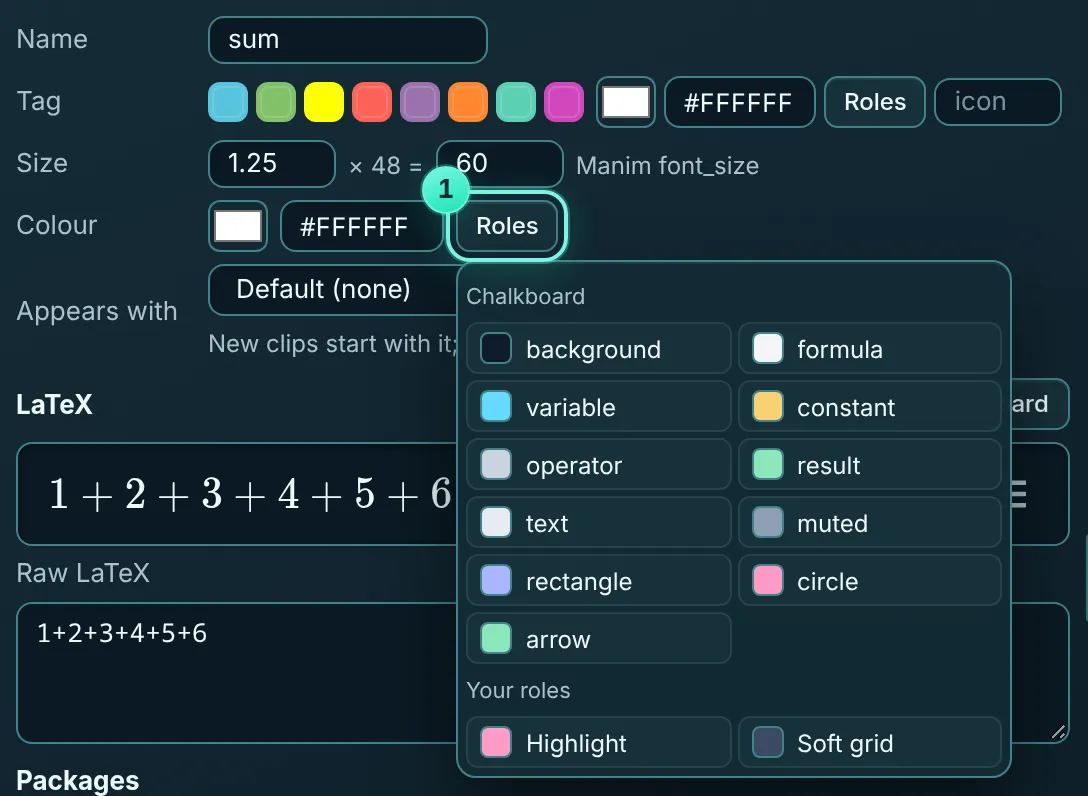 Name sum
Tag #FFFFFF Roles icon
Size 1.25 × 48 = 60 Manim font_size
1
Colour #FFFFFF Roles
Appears with Default (none)
New clips start with it;
Chalkboard
background formula
variable constant
operator result
text muted
rectangle circle
arrow
Your roles
Highlight Soft grid
LaTeX ard
1 + 2 + 3 + 4 + 5 + 6
Raw LaTeX
1+2+3+4+5+6
Packages